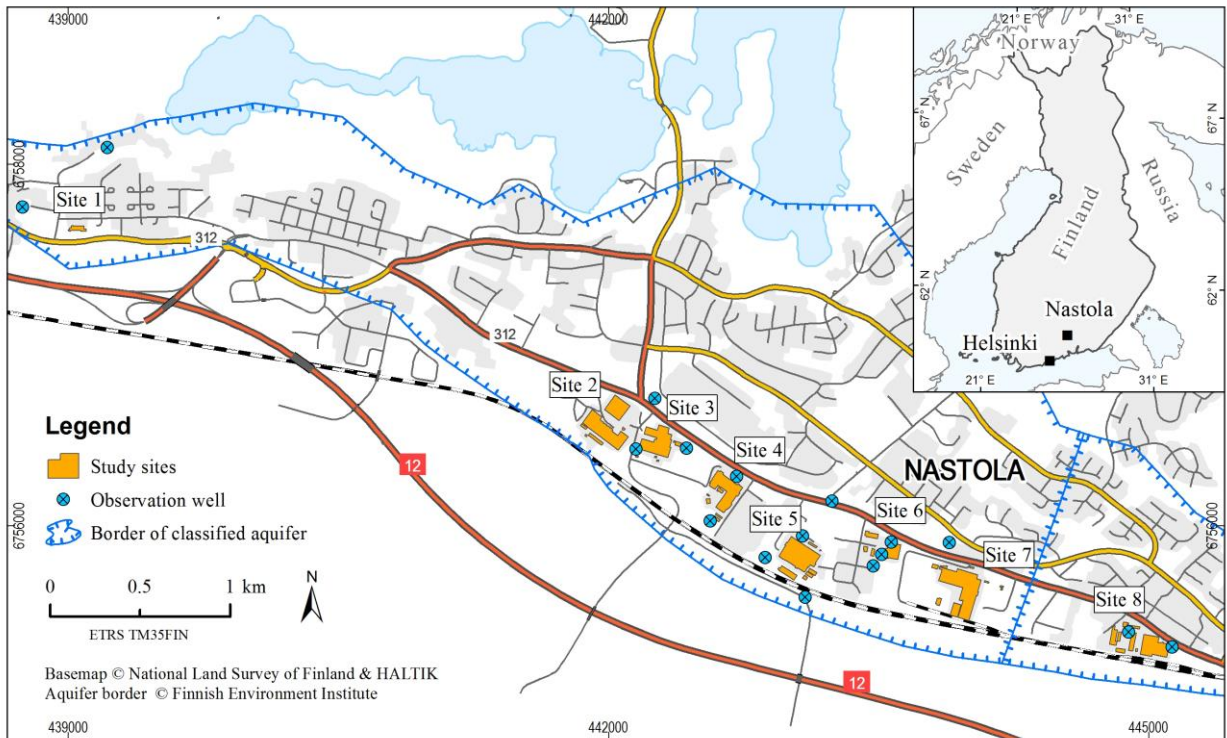 439000
442000
6758000
Site 1
312
312
Site 2
Site 3
Site 4
Site 5
Site 6
Site 7
Site 8
NASTOLA
12
12
6756000
6756000
21° E
31° E
Norway
67° N
67° N
Sweden
Finland
Russia
62° N
62° N
Nastola
Helsinki
21° E
31° E
Legend
Study sites
Observation well
Border of classified aquifer
0 0.5 1 km
N
ETRS TM35FIN
Basemap © National Land Survey of Finland & HALTIK
Aquifer border © Finnish Environment Institute
439000
442000
445000